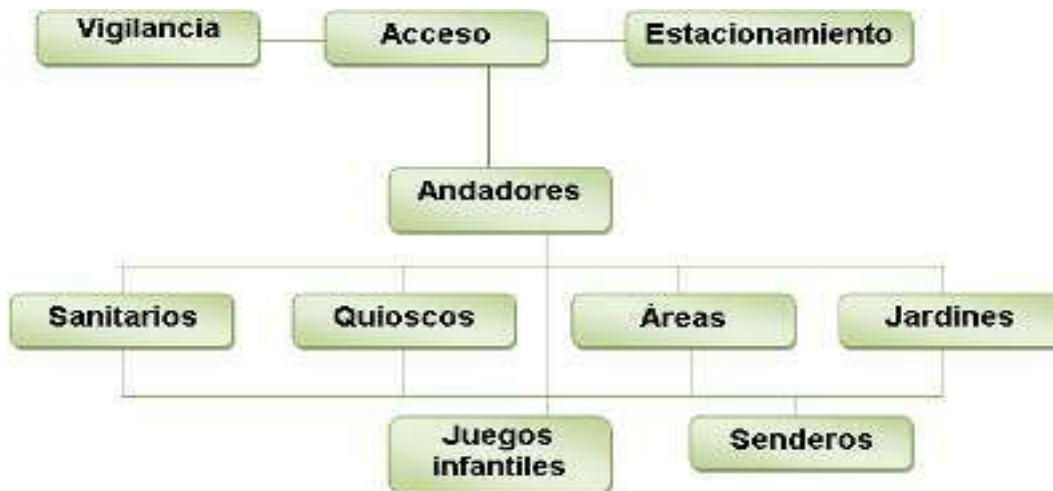 Vigilancia
Acceso
Estacionamiento
Andadores
Sanitarios
Quioscos
Áreas
Jardines
Juegos
infantiles
Senderos